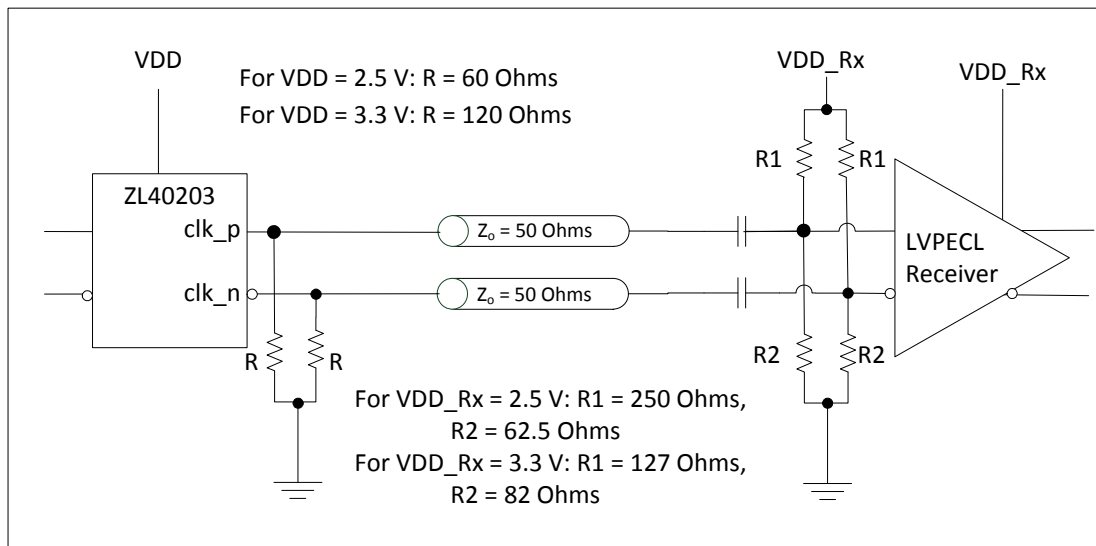 VDD
For VDD = 2.5 V: R = 60 Ohms
For VDD = 3.3 V: R = 120 Ohms
VDD_Rx
VDD_Rx
R1
R1
ZL40203
clk_p
Zo = 50 Ohms
LVPECL
Receiver
clk_n
Zo = 50 Ohms
R
R
R2
R2
For VDD_Rx = 2.5 V: R1 = 250 Ohms,
R2 = 62.5 Ohms
For VDD_Rx = 3.3 V: R1 = 127 Ohms,
R2 = 82 Ohms